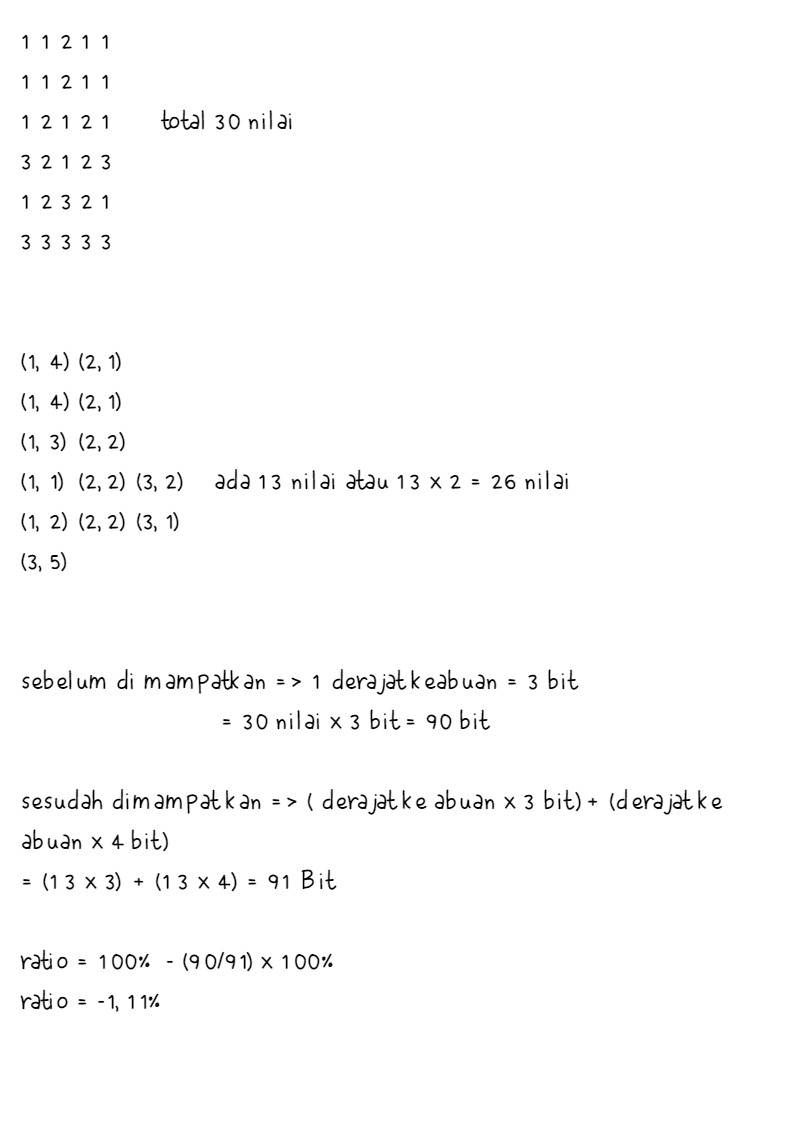 1 1 2 1 1
1 1 2 1 1
1 2 1 2 1 total 30 nilai
3 2 1 2 3
1 2 3 2 1
3 3 3 3 3
(1, 4) (2, 1)
(1, 4) (2, 1)
(1, 3) (2, 2)
(1, 1) (2, 2) (3, 2) ada 13 nilai atau 13 x 2 = 26 nilai
(1, 2) (2, 2) (3, 1)
(3, 5)
sebelum di mampatkan => 1 derajatkeabuan = 3 bit
= 30 nilai x 3 bit = 90 bit
sesudah dimampatkan => ( derajatke abuan x 3 bit) + (derajatke
abuan x 4 bit)
= (13 x 3) + (13 x 4) = 91 Bit
ratio = 100% - (90/91) x 100%
ratio = -1, 11%